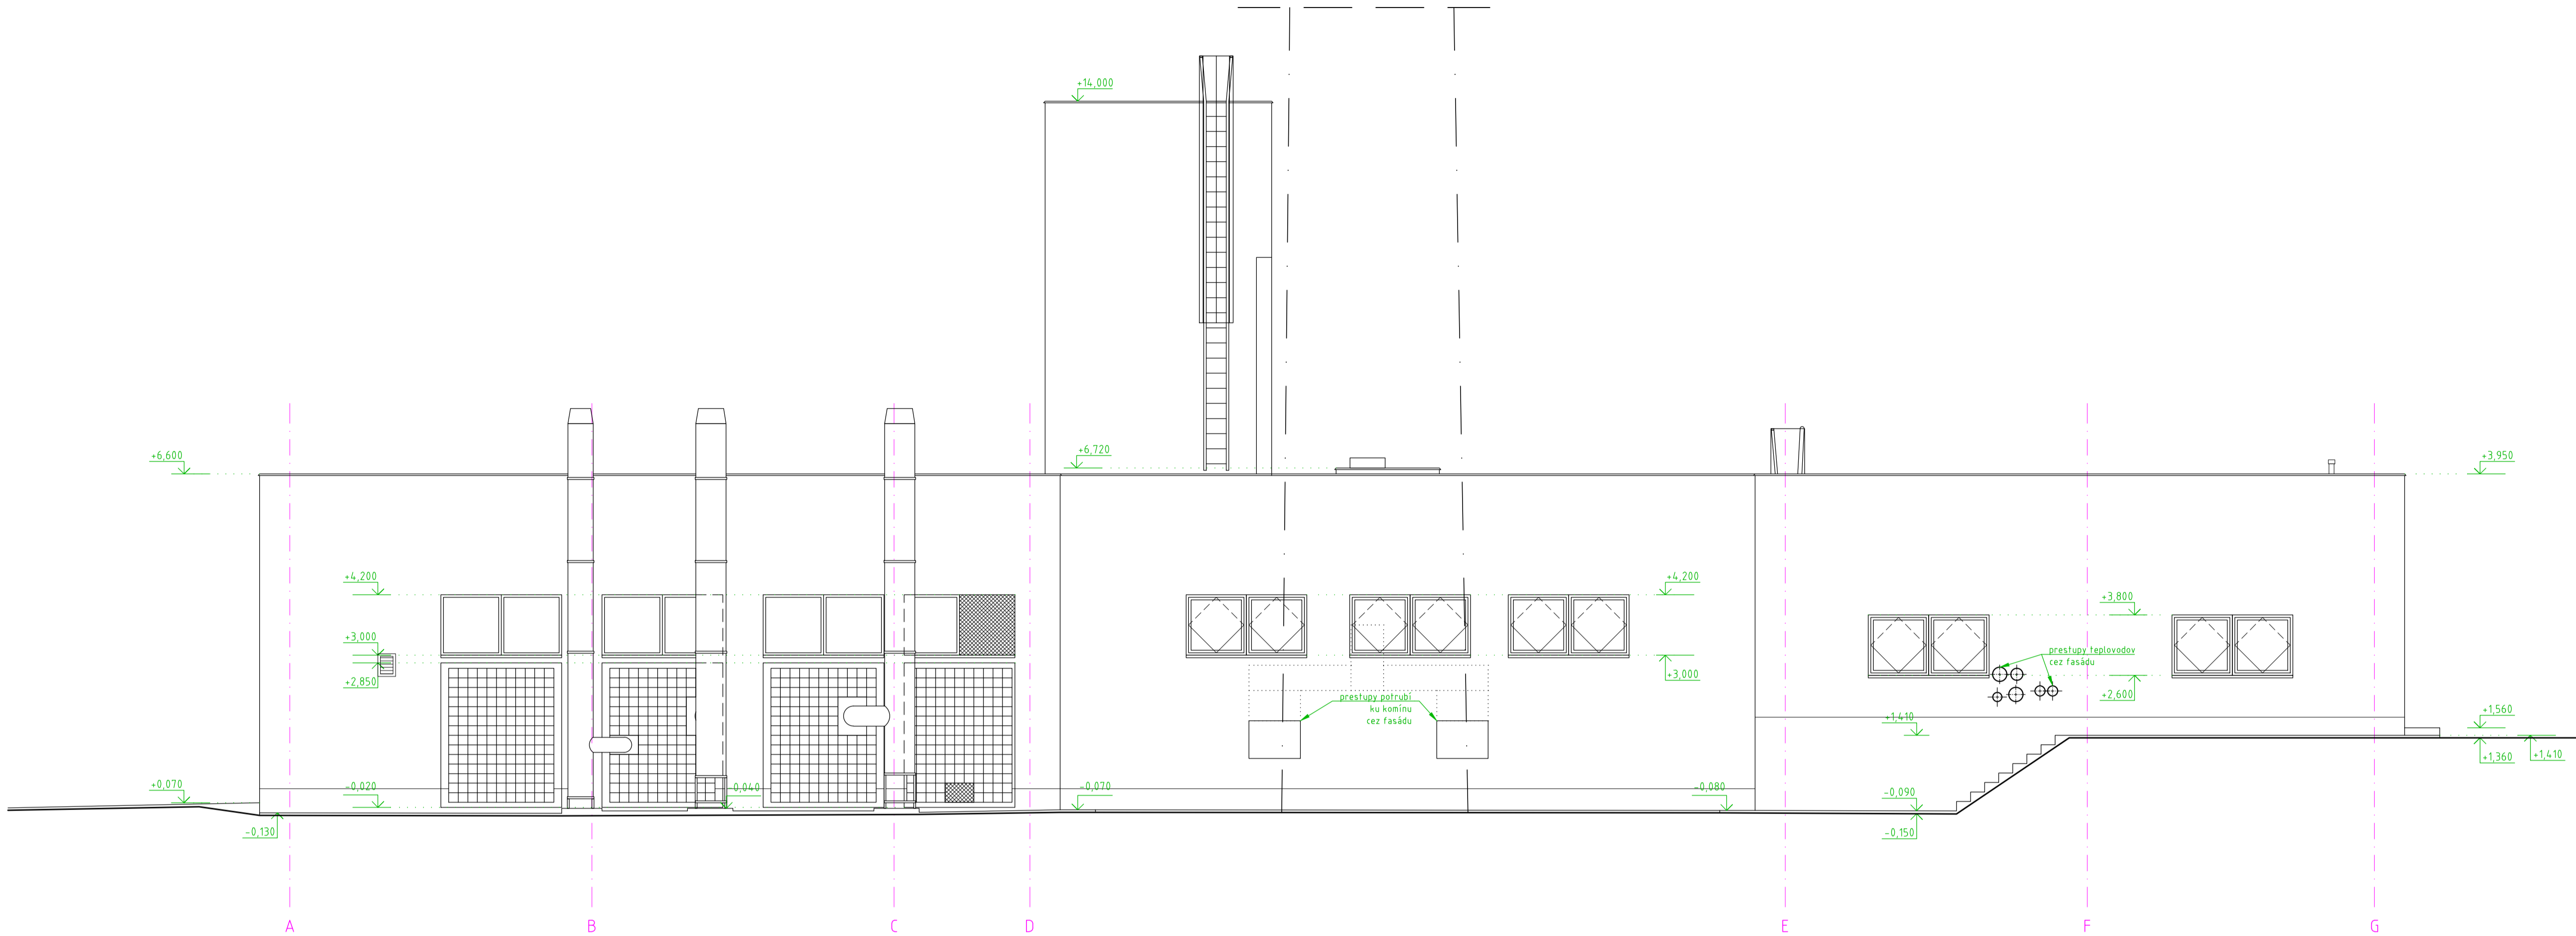 +14,000
+6,600
+6,720
+3,950
+4,200
+4,200
+3,800
+3,000
+2,850
+3,000
prestupy teplovodov
cez fasádu
+2,600
prestupy potrubí
ku komínu
cez fasádu
+1,410
+1,560
+1,360
+1,410
+0,070
-0,020
-0,040
-0,070
-0,080
-0,090
-0,130
-0,150
A
B
C
D
E
F
G